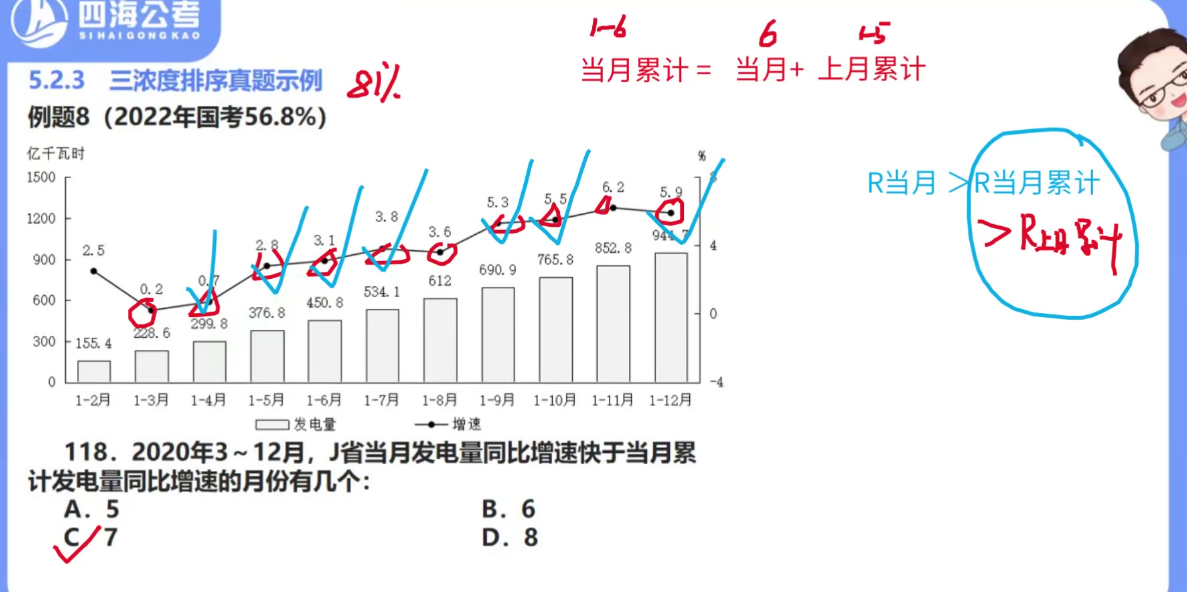 四海公考
SIHAIGONGKAO
1-6 6 1-5
当月累计 = 当月+ 上月累计
5.2.3 三浓度排序真题示例 81%
例题8（2022年国考56.8%）
亿千瓦时 %
1500 8
1200 4
900 0
600 -4
300
0
2.5 0.2 0.7 2.8 3.1 3.8 3.6 5.3 5.5 6.2 5.9
155.4 228.6 299.8 376.8 450.8 534.1 612 690.9 765.8 852.8 944.7
1-2月 1-3月 1-4月 1-5月 1-6月 1-7月 1-8月 1-9月 1-10月 1-11月 1-12月
发电量 增速
R当月 >R当月累计
>R上月累计
118．2020年3～12月，J省当月发电量同比增速快于当月累
计发电量同比增速的月份有几个：
A．5 B．6
C 7 D．8